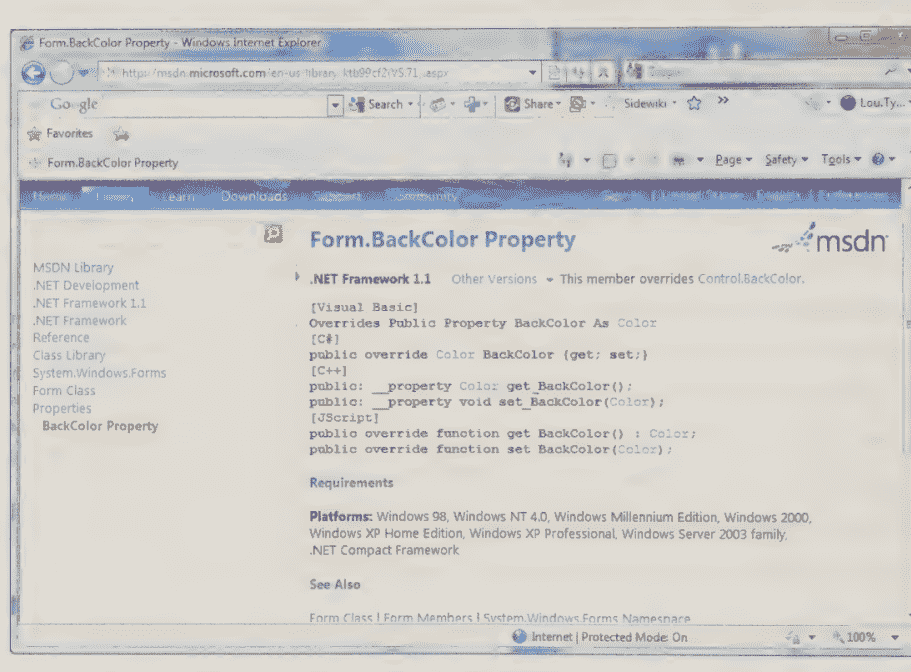 Form.BackColor Property - Windows Internet Explorer
Google
Search
Share
Sidewiki
»
Lou.Ty...
Favorites
Form.BackColor Property
Page
Safety
Tools
Downloads
Form.BackColor Property
msdn
MSDN Library
.NET Development
.NET Framework 1.1
.NET Framework
Reference
Class Library
System.Windows.Forms
Form Class
Properties
BackColor Property
.NET Framework 1.1 Other Versions This member overrides Control.BackColor.
[Visual Basic]
Overrides Public Property BackColor As Color
[C#]
public override Color BackColor {get; set;}
[C++]
public: __property Color get_BackColor();
public: __property void set_BackColor(Color);
[JScript]
public override function get BackColor() : Color;
public override function set BackColor(Color);
Requirements
Platforms: Windows 98, Windows NT 4.0, Windows Millennium Edition, Windows 2000,
Windows XP Home Edition, Windows XP Professional, Windows Server 2003 family,
.NET Compact Framework
See Also
Form Class | Form Members | System.Windows.Forms Namespace
Internet | Protected Mode: On
100%